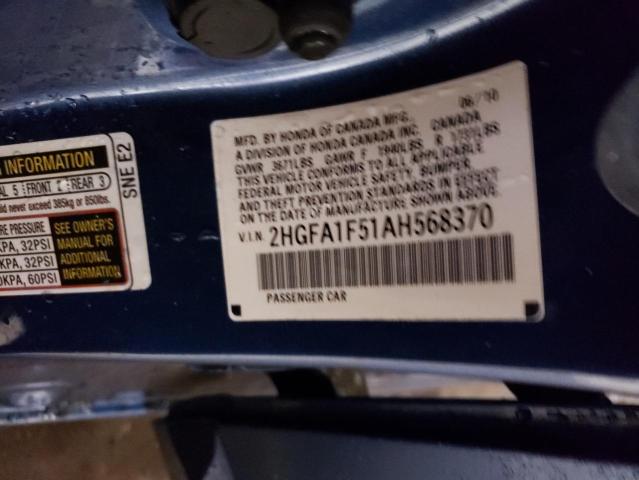 INFORMATION
5 FRONT 2 REAR 3
never exceed 385kg or 850lbs.
PRESSURE
KPA, 32PSI
KPA, 32PSI
KPA, 60PSI
SEE OWNER'S
MANUAL FOR
ADDITIONAL
INFORMATION
SNE E2
06/10
MFD. BY HONDA OF CANADA MFG.,
A DIVISION OF HONDA CANADA INC. CANADA
GVWR 3671LBS GAWR F 1940LBS R 1731LBS
THIS VEHICLE CONFORMS TO ALL APPLICABLE
FEDERAL MOTOR VEHICLE SAFETY, BUMPER,
AND THEFT PREVENTION STANDARDS IN EFFECT
ON THE DATE OF MANUFACTURE SHOWN ABOVE.
V.I.N. 2HGFA1F51AH568370
PASSENGER CAR